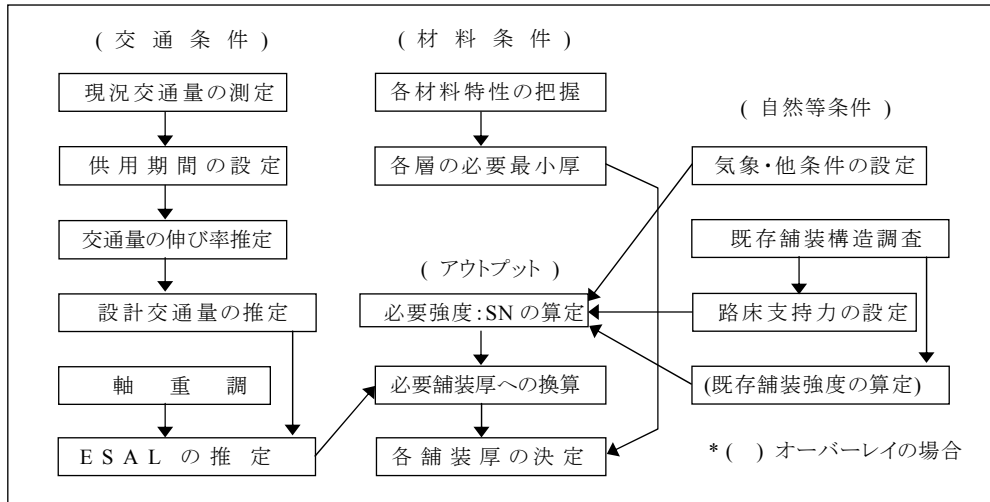 ( 交 通 条 件 )
現況交通量の測定
供用期間の設定
交通量の伸び率推定
設計交通量の推定
軸 重 調
E S A L の 推 定
( 材 料 条 件 )
各材料特性の把握
各層の必要最小厚
( アウトプット )
必要強度:SNの算定
必要舗装厚への換算
各舗装厚の決定
( 自然等条件 )
気象・他条件の設定
既存舗装構造調査
路床支持力の設定
(既存舗装強度の算定)
* ( ) オーバーレイの場合